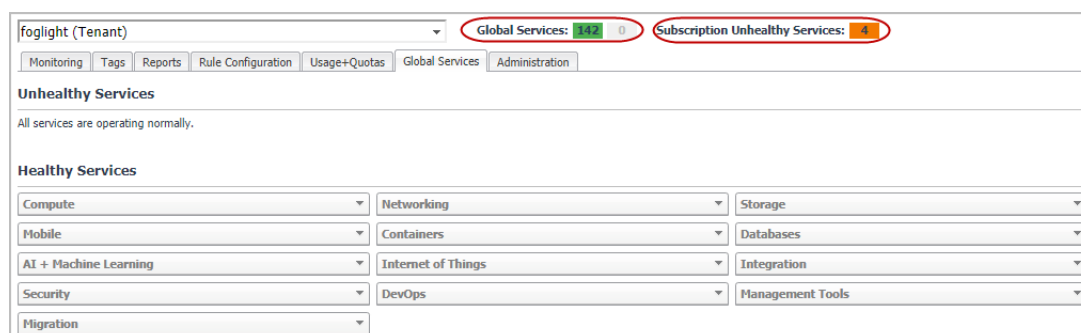 foglight (Tenant) Global Services: 142 0 Subscription Unhealthy Services: 4
Monitoring Tags Reports Rule Configuration Usage+Quotas Global Services Administration
Unhealthy Services
All services are operating normally.
Healthy Services
Compute Networking Storage
Mobile Containers Databases
AI + Machine Learning Internet of Things Integration
Security DevOps Management Tools
Migration